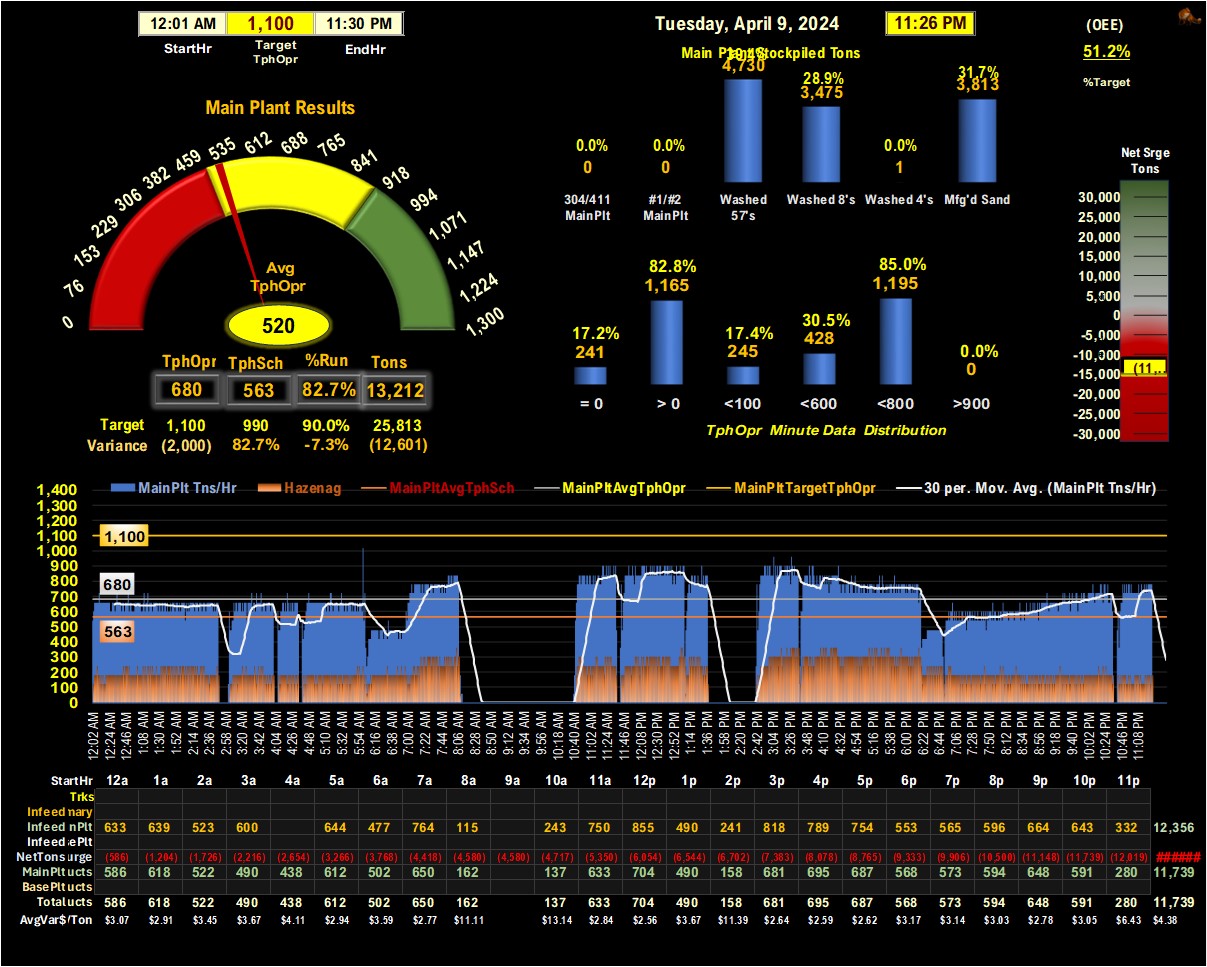 12:01 AM 1,100 11:30 PM
StartHr Target TphOpr EndHr
Tuesday, April 9, 2024 11:26 PM
(OEE)
51.2%
%Target
Main Plant Stockpiled Tons
4,730 28.9% 31.7%
3,475 3,813
0.0% 0.0% 0.0%
0 0 1
304/411 MainPlt #1/#2 MainPlt Washed 57's Washed 8's Washed 4's Mfg'd Sand
Main Plant Results
0 76 153 229 306 382 459 535 612 688 765 841 918 994 1,071 1,147 1,224 1,300
Avg
TphOpr
520
Net Srge
Tons
30,000
25,000
20,000
15,000
10,000
5,000
0
-5,000
-10,000
(11,..
-15,000
-20,000
-25,000
-30,000
82.8% 85.0%
1,165 1,195
17.2% 17.4% 30.5% 0.0%
241 245 428 0
= 0 > 0 <100 <600 <800 >900
TphOpr Minute Data Distribution
TphOpr TphSch %Run Tons
680 563 82.7% 13,212
Target 1,100 990 90.0% 25,813
Variance (2,000) 82.7% -7.3% (12,601)
MainPlt Tns/Hr Hazenag MainPltAvgTphSch MainPltAvgTphOpr MainPltTargetTphOpr 30 per. Mov. Avg. (MainPlt Tns/Hr)
1,400
1,300
1,200
1,100
1,000
900
800
700
600
500
400
300
200
100
0
1,100
680
563
12:02 AM 12:24 AM 12:46 AM 1:08 AM 1:30 AM 1:52 AM 2:14 AM 2:36 AM 2:58 AM 3:20 AM 3:42 AM 4:04 AM 4:26 AM 4:48 AM 5:10 AM 5:32 AM 5:54 AM 6:16 AM 6:38 AM 7:00 AM 7:22 AM 7:44 AM 8:06 AM 8:28 AM 8:50 AM 9:12 AM 9:34 AM 9:56 AM 10:18 AM 10:40 AM 11:02 AM 11:24 AM 11:46 AM 12:08 PM 12:30 PM 12:52 PM 1:14 PM 1:36 PM 1:58 PM 2:20 PM 2:42 PM 3:04 PM 3:26 PM 3:48 PM 4:10 PM 4:32 PM 4:54 PM 5:16 PM 5:38 PM 6:00 PM 6:22 PM 6:44 PM 7:06 PM 7:28 PM 7:50 PM 8:12 PM 8:34 PM 8:56 PM 9:18 PM 9:40 PM 10:02 PM 10:24 PM 10:46 PM 11:08 PM
StartHr 12a 1a 2a 3a 4a 5a 6a 7a 8a 9a 10a 11a 12p 1p 2p 3p 4p 5p 6p 7p 8p 9p 10p 11p
Trks
Infeed mary
Infeed nPlt 633 639 523 600 644 477 764 115 243 750 855 490 241 818 789 754 553 565 596 664 643 332 12,356
Infeed ePlt
NetTons urge (586) (1,204) (1,726) (2,216) (2,654) (3,266) (3,768) (4,418) (4,580) (4,580) (4,717) (5,350) (6,054) (6,544) (6,702) (7,383) (8,078) (8,765) (9,333) (9,906) (10,500) (11,148) (11,739) (12,019) ######
MainPl ucts 586 618 522 490 438 612 502 650 162 137 633 704 490 158 681 695 687 568 573 594 648 591 280 11,739
BasePlt ucts
Total ucts 586 618 522 490 438 612 502 650 162 137 633 704 490 158 681 695 687 568 573 594 648 591 280 11,739
AvgVar$/Ton $3.07 $2.91 $3.45 $3.67 $4.11 $2.94 $3.59 $2.77 $11.11 $13.14 $2.84 $2.56 $3.67 $11.39 $2.64 $2.59 $2.62 $3.17 $3.14 $3.03 $2.78 $3.05 $6.43 $4.38